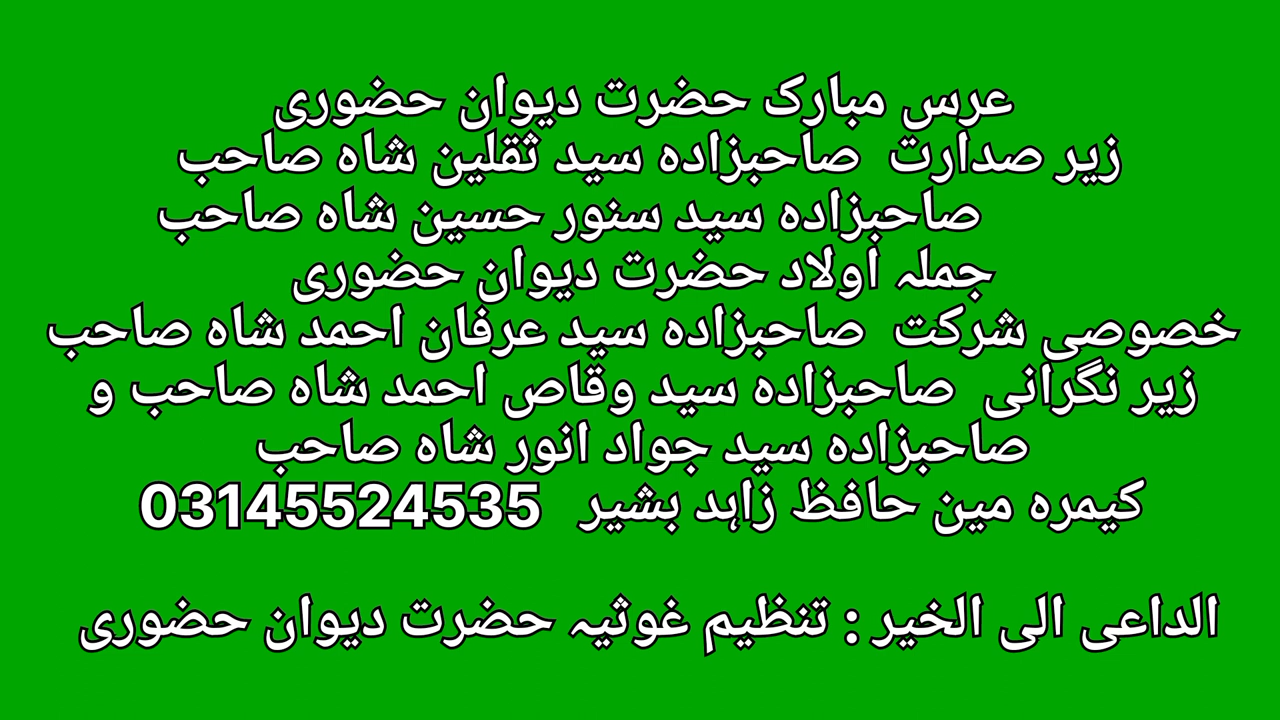 عرس مبارک حضرت دیوان حضوری
زیر صدارت صاحبزادہ سید ثقلین شاہ صاحب
صاحبزادہ سید سنور حسین شاہ صاحب
جملہ اولاد حضرت دیوان حضوری
خصوصی شرکت صاحبزادہ سید عرفان احمد شاہ صاحب
زیر نگرانی صاحبزادہ سید وقاص احمد شاہ صاحب و
صاحبزادہ سید جواد انور شاہ صاحب
کیمرہ مین حافظ زاہد بشیر 03145524535
الداعی الی الخیر : تنظیم غوثیہ حضرت دیوان حضوری